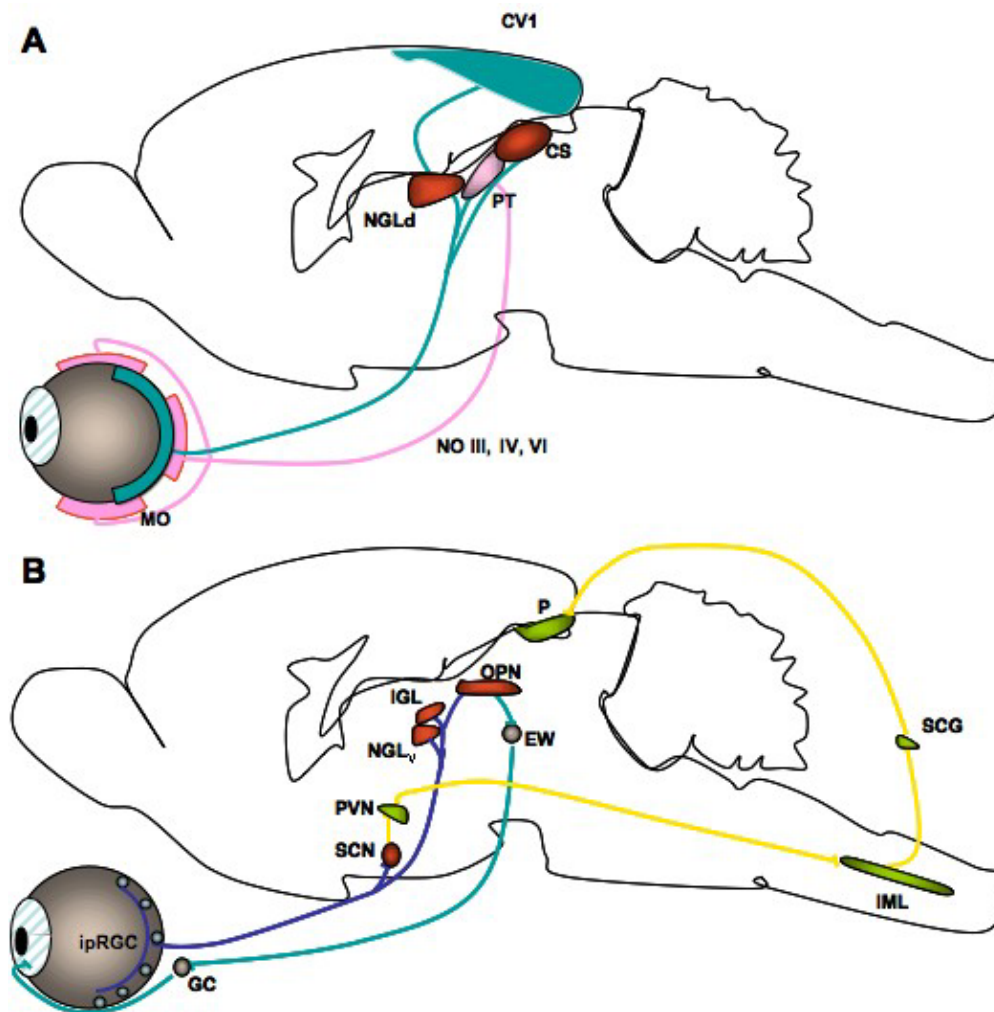 A
CV1
CS
PT
NGLd
NO III, IV, VI
MO
B
P
OPN
IGL
NGLv
EW
SCG
PVN
SCN
IML
ipRGC
GC